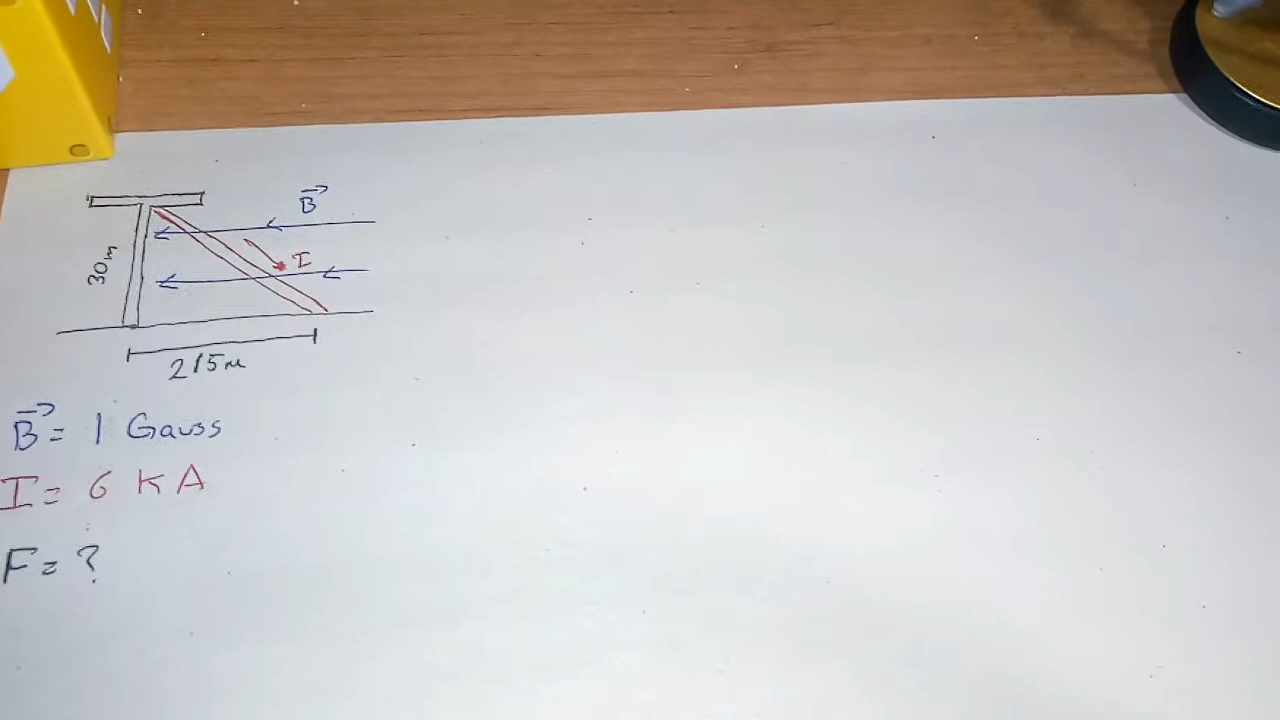 B
I
30m
215m
B = 1 Gauss
I = 6 KA
F = ?